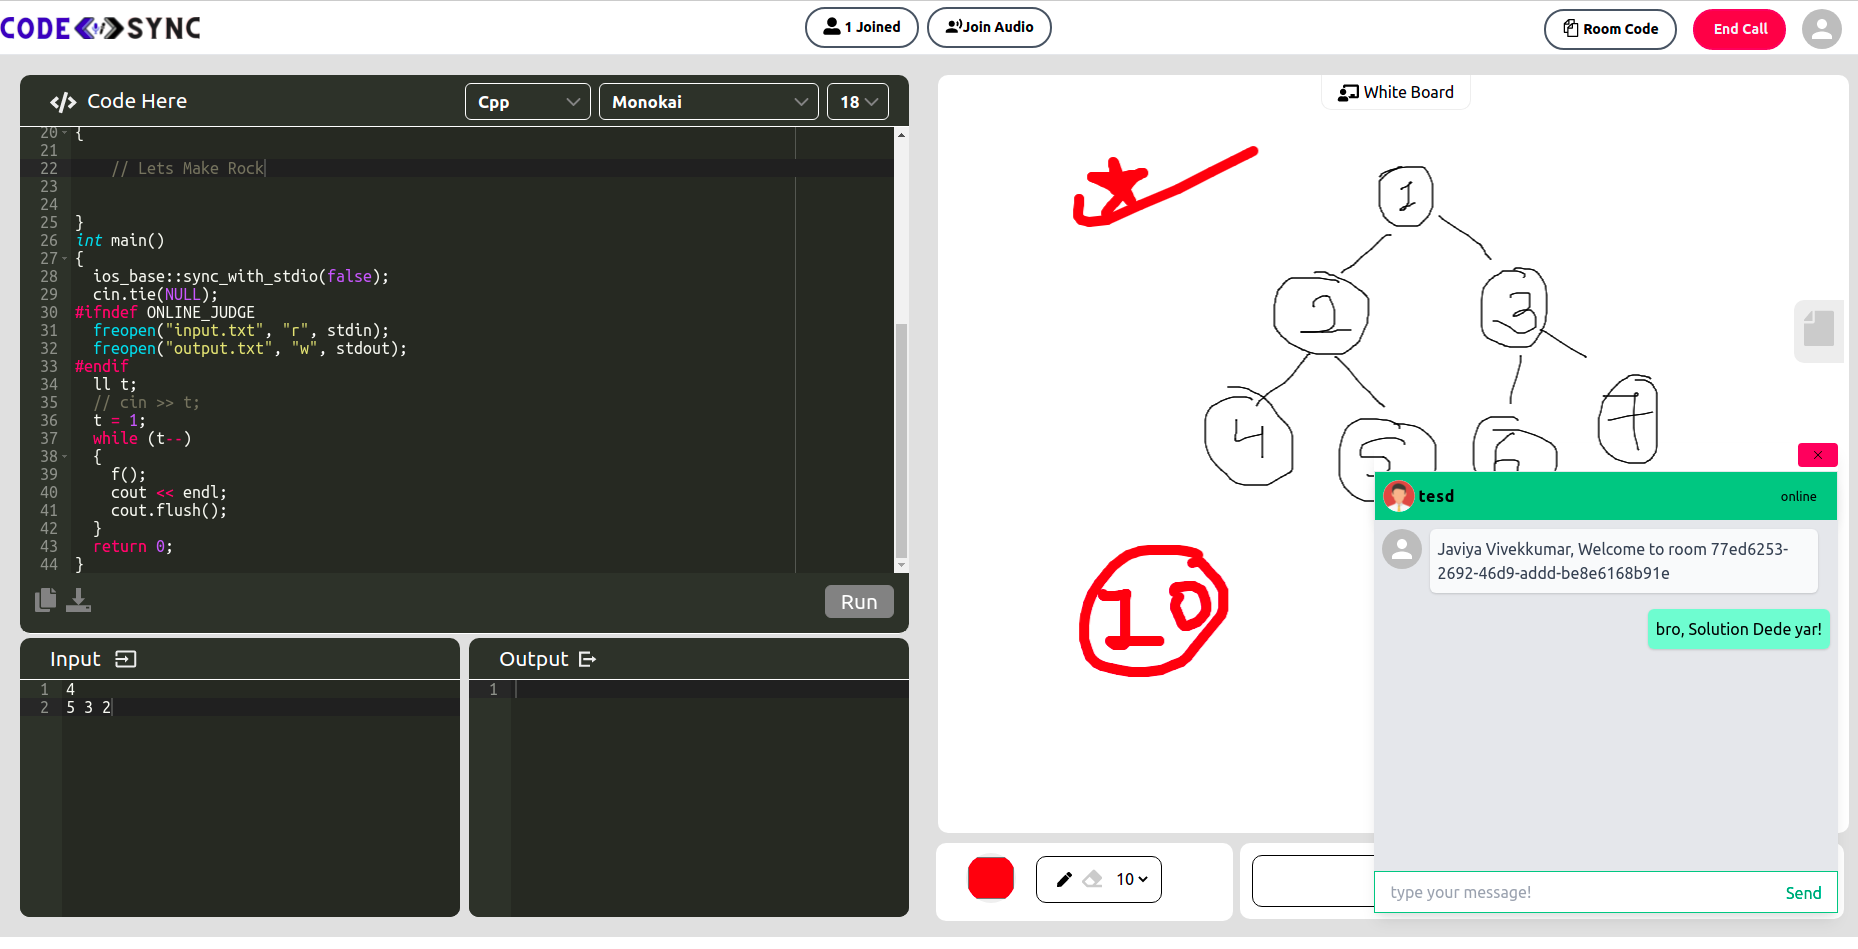 CODE SYNC
1 Joined
Join Audio
Room Code
End Call
</> Code Here
Cpp
Monokai
18
20 {
21
22 // Lets Make Rock
23
24
25 }
26 int main()
27 {
28 ios_base::sync_with_stdio(false);
29 cin.tie(NULL);
30 #ifndef ONLINE_JUDGE
31 freopen("input.txt", "r", stdin);
32 freopen("output.txt", "w", stdout);
33 #endif
34 ll t;
35 // cin >> t;
36 t = 1;
37 while (t--)
38 {
39 f();
40 cout << endl;
41 cout.flush();
42 }
43 return 0;
44 }
Run
Input
1 4
2 5 3 2
Output
1
White Board
1
2
3
4
5
6
7
10
tesd
online
Javiya Vivekkumar, Welcome to room 77ed6253-
2692-46d9-addd-be8e6168b91e
bro, Solution Dede yar!
type your message!
Send
10